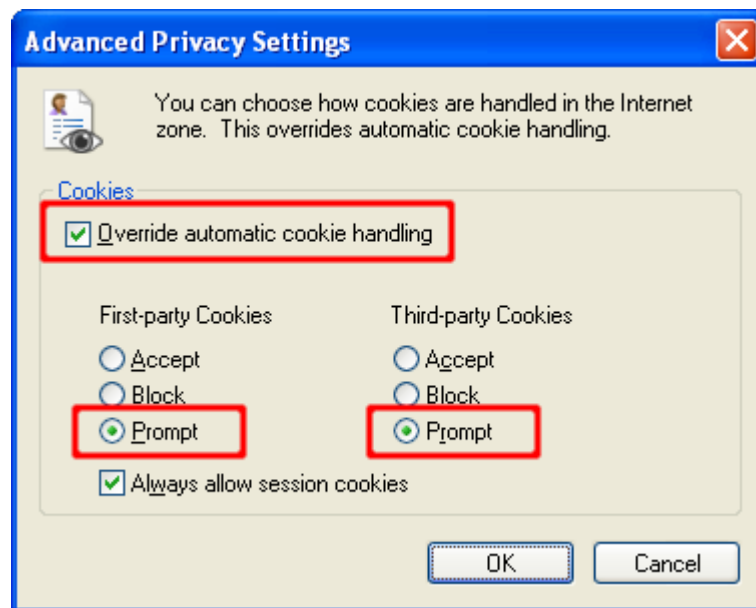 Advanced Privacy Settings
You can choose how cookies are handled in the Internet
zone.  This overrides automatic cookie handling.
Cookies
Override automatic cookie handling
First-party Cookies
Third-party Cookies
Accept
Accept
Block
Block
Prompt
Prompt
Always allow session cookies
OK
Cancel